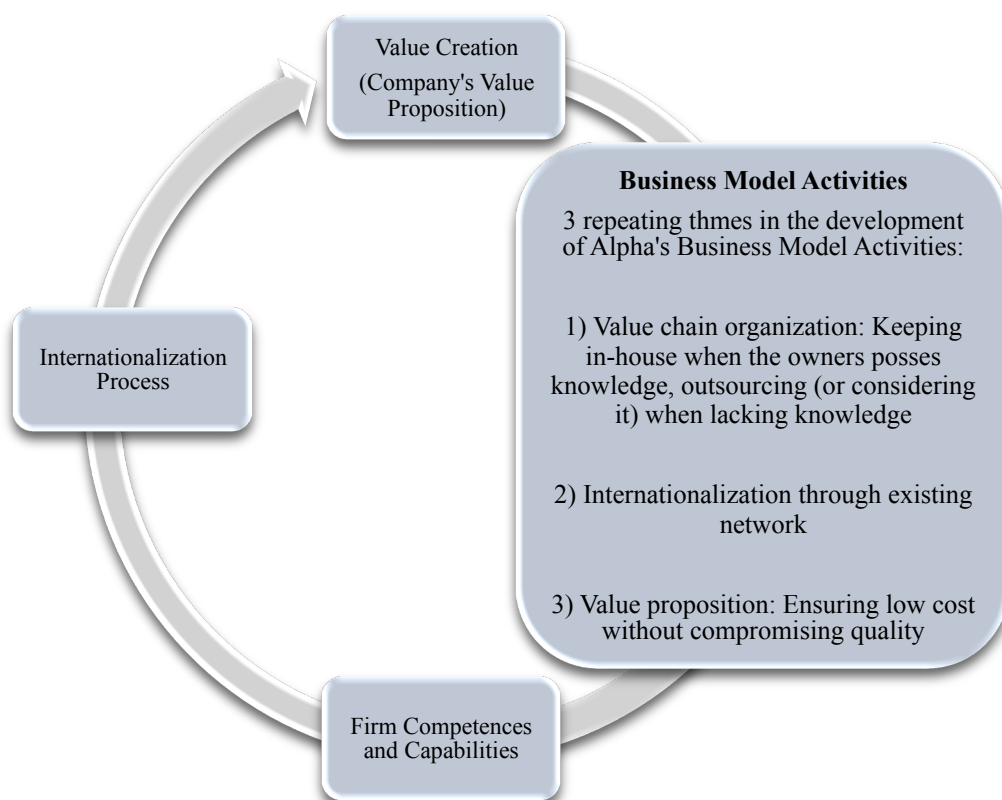 Value Creation
(Company's Value
Proposition)
Business Model Activities
3 repeating thmes in the development
of Alpha's Business Model Activities:
1) Value chain organization: Keeping
in-house when the owners posses
knowledge, outsourcing (or considering
it) when lacking knowledge
2) Internationalization through existing
network
3) Value proposition: Ensuring low cost
without compromising quality
Firm Competences
and Capabilities
Internationalization
Process